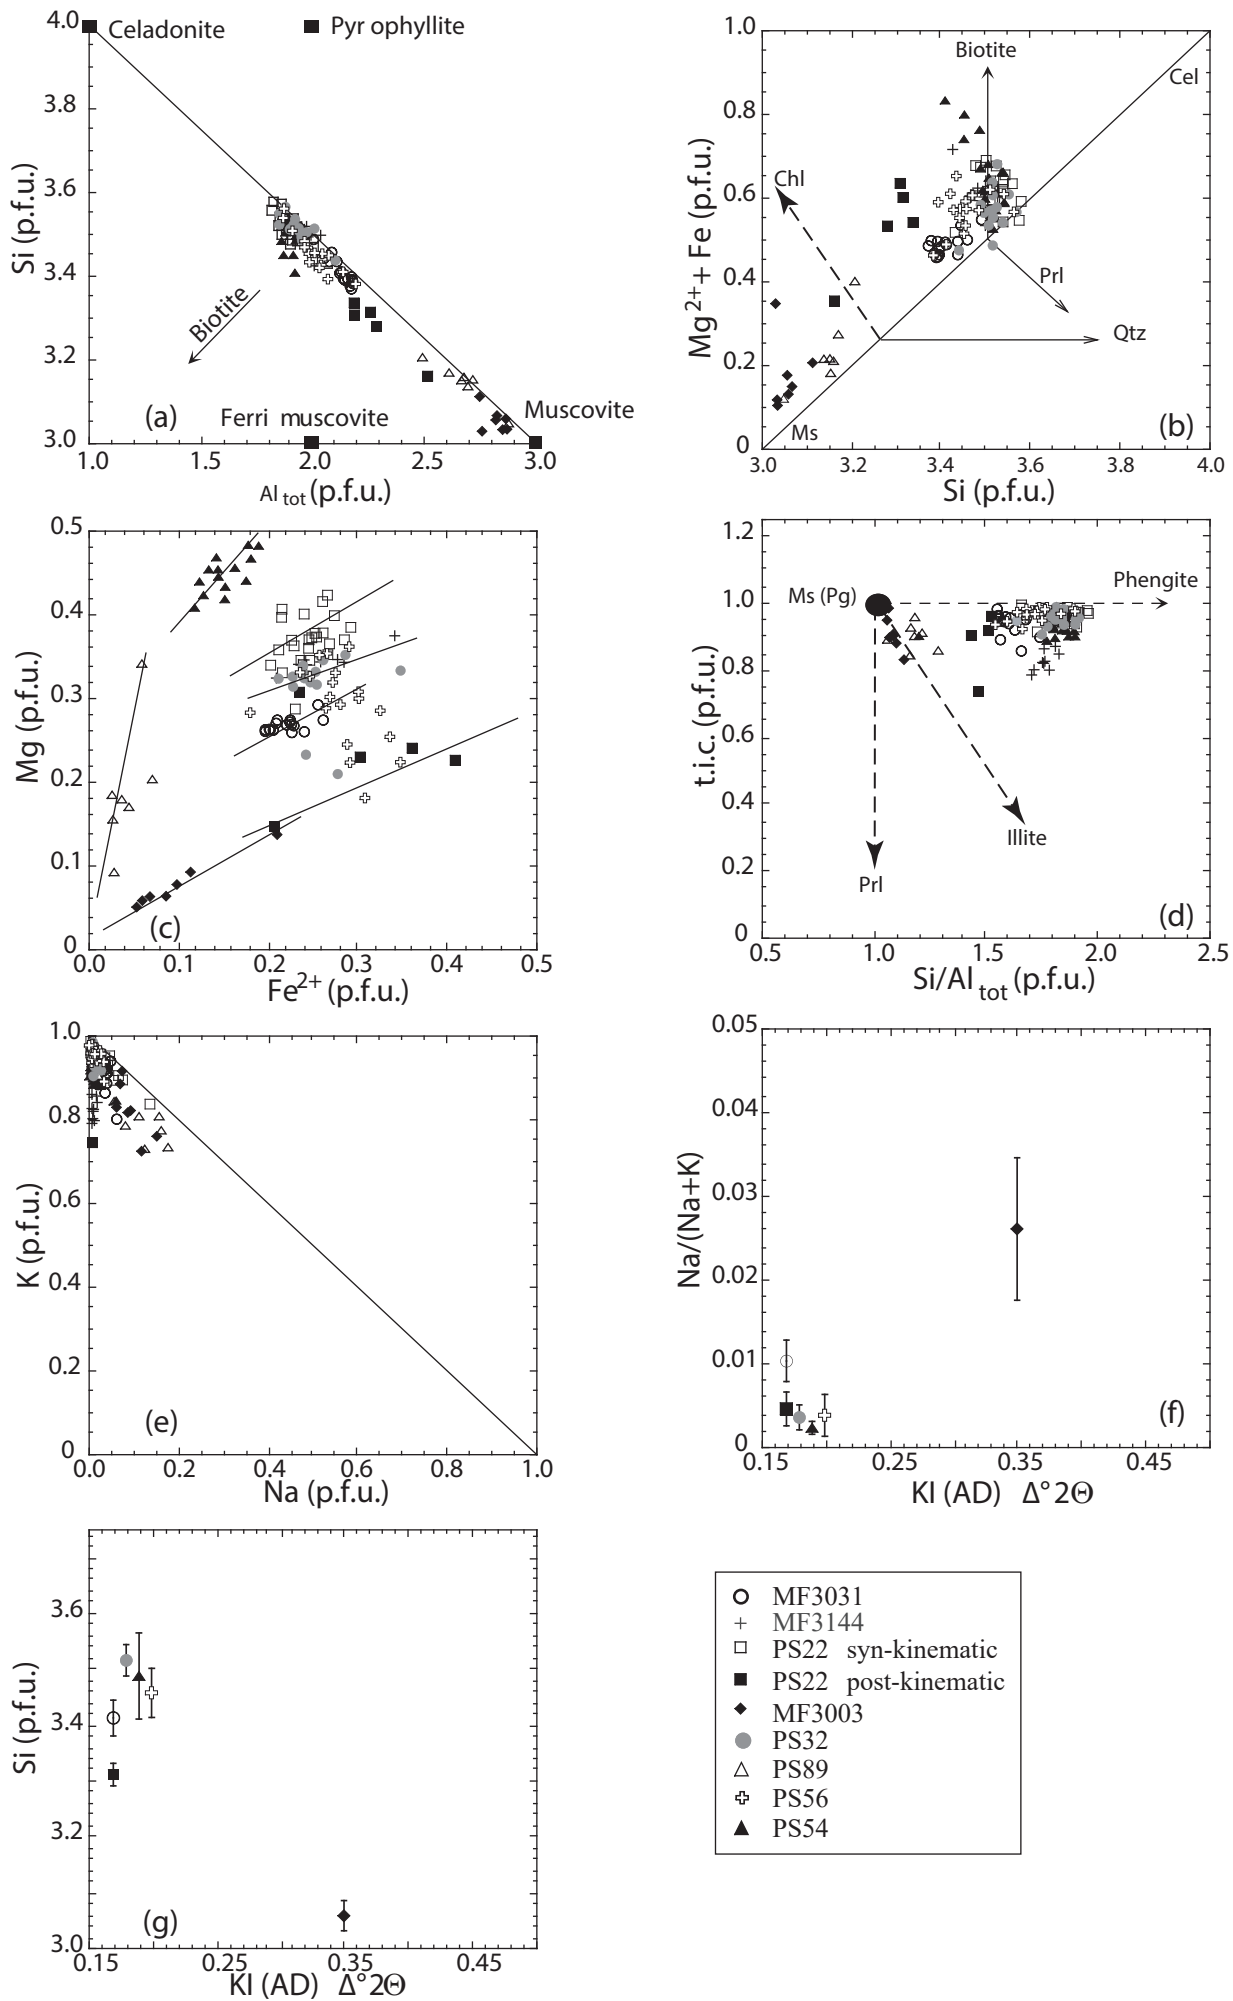 4.0
Celadonite
Pyr ophyllite
3.8
3.6
3.4
3.2
3.0
Si (p.f.u.)
Biotite
(a)
Ferri muscovite
Muscovite
1.0 1.5 2.0 2.5 3.0
Al tot (p.f.u.)
1.0
0.8
0.6
0.4
0.2
0
Mg2+ + Fe (p.f.u.)
Biotite
Cel
Chl
Prl
Qtz
Ms
(b)
3.0 3.2 3.4 3.6 3.8 4.0
Si (p.f.u.)
0.5
0.4
0.3
0.2
0.1
0
Mg (p.f.u.)
(c)
0.0 0.1 0.2 0.3 0.4 0.5
Fe2+ (p.f.u.)
1.2
1.0
0.8
0.6
0.4
0.2
0
t.i.c. (p.f.u.)
Ms (Pg)
Phengite
Illite
Prl
(d)
0.5 1.0 1.5 2.0 2.5
Si/Al tot (p.f.u.)
1.0
0.8
0.6
0.4
0.2
0
K (p.f.u.)
(e)
0.0 0.2 0.4 0.6 0.8 1.0
Na (p.f.u.)
0.05
0.04
0.03
0.02
0.01
0
Na/(Na+K)
(f)
0.15 0.25 0.35 0.45
KI (AD) Δ°2Θ
3.6
3.4
3.2
3.0
Si (p.f.u.)
(g)
0.15 0.25 0.35 0.45
KI (AD) Δ°2Θ
MF3031
MF3144
PS22 syn-kinematic
PS22 post-kinematic
MF3003
PS32
PS89
PS56
PS54